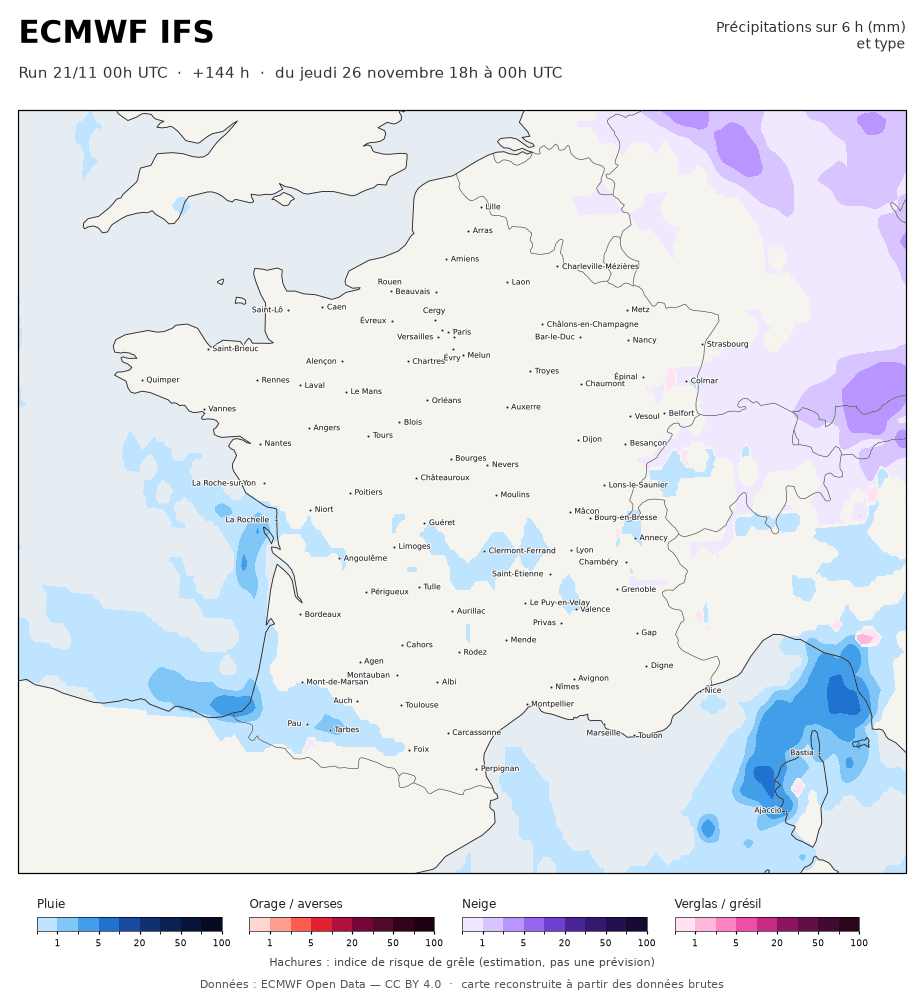 ECMWF IFS
Précipitations sur 6 h (mm)
et type
Run 21/11 00h UTC · +144 h · du jeudi 26 novembre 18h à 00h UTC
Lille
Arras
Amiens
Charleville-Mézières
Rouen
Beauvais
Laon
Saint-Lô
Caen
Cergy
Metz
Évreux
Châlons-en-Champagne
Versailles
Paris
Bar-le-Duc
Nancy
Strasbourg
Saint-Brieuc
Alençon
Chartres
Évry
Melun
Quimper
Rennes
Laval
Le Mans
Troyes
Chaumont
Épinal
Colmar
Vannes
Orléans
Auxerre
Vesoul
Belfort
Angers
Blois
Tours
Nantes
Dijon
Besançon
Bourges
Nevers
La Roche-sur-Yon
Châteauroux
Lons-le-Saunier
Poitiers
Moulins
Niort
La Rochelle
Guéret
Mâcon
Bourg-en-Bresse
Annecy
Limoges
Angoulême
Clermont-Ferrand
Lyon
Chambéry
Saint-Étienne
Périgueux
Tulle
Grenoble
Bordeaux
Aurillac
Le Puy-en-Velay
Valence
Privas
Gap
Cahors
Rodez
Mende
Agen
Digne
Montauban
Mont-de-Marsan
Albi
Avignon
Nîmes
Nice
Auch
Toulouse
Montpellier
Pau
Tarbes
Carcassonne
Marseille
Toulon
Foix
Bastia
Perpignan
Ajaccio
Pluie
1 5 20 50 100
Orage / averses
1 5 20 50 100
Neige
1 5 20 50 100
Verglas / grésil
1 5 20 50 100
Hachures : indice de risque de grêle (estimation, pas une prévision)
Données : ECMWF Open Data — CC BY 4.0 · carte reconstruite à partir des données brutes